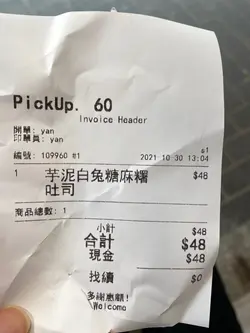 PickUp. 60
Invoice Header
開單: yan
印單員: yan
s1
編號: 109960 #1 2021 10 30 13:04
1 芋泥白兔糖麻糬 $48
吐司
商品總數: 1
小計 $48
合計 $48
現金 $48
找續 $0
多謝惠顧!
Welcome